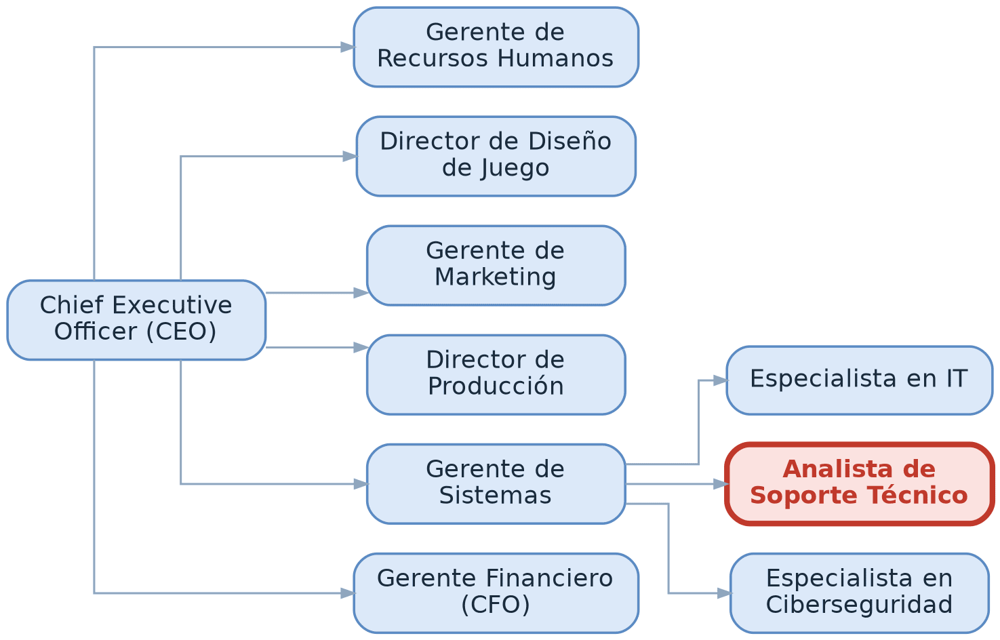 Gerente de
Recursos Humanos
Director de Diseño
de Juego
Gerente de
Marketing
Chief Executive
Officer (CEO)
Director de
Producción
Especialista en IT
Gerente de
Sistemas
Analista de
Soporte Técnico
Gerente Financiero
(CFO)
Especialista en
Ciberseguridad